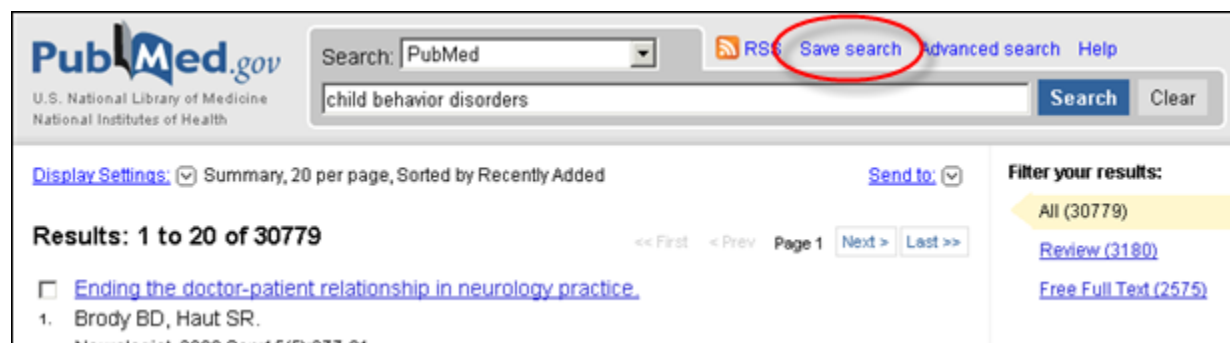 PubMed.gov
U.S. National Library of Medicine
National Institutes of Health
Search: PubMed
RSS Save search Advanced search Help
child behavior disorders
Search Clear
Display Settings: Summary, 20 per page, Sorted by Recently Added
Send to:
Results: 1 to 20 of 30779
<< First < Prev Page 1 Next > Last >>
Ending the doctor-patient relationship in neurology practice.
1. Brody BD, Haut SR.
Filter your results:
All (30779)
Review (3180)
Free Full Text (2575)